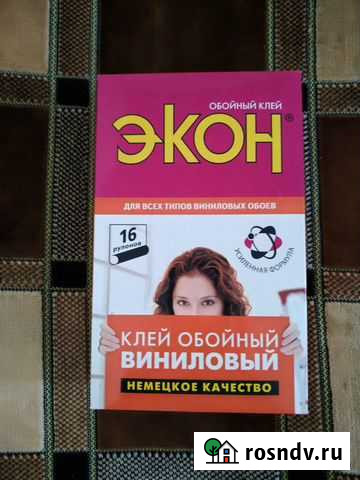 ОБОЙНЫЙ КЛЕЙ
ЭКОН®
ДЛЯ ВСЕХ ТИПОВ ВИНИЛОВЫХ ОБОЕВ
16
рулонов
УСИЛЕННАЯ ФОРМУЛА
КЛЕЙ ОБОЙНЫЙ
ВИНИЛОВЫЙ
НЕМЕЦКОЕ КАЧЕСТВО
rosndv.ru